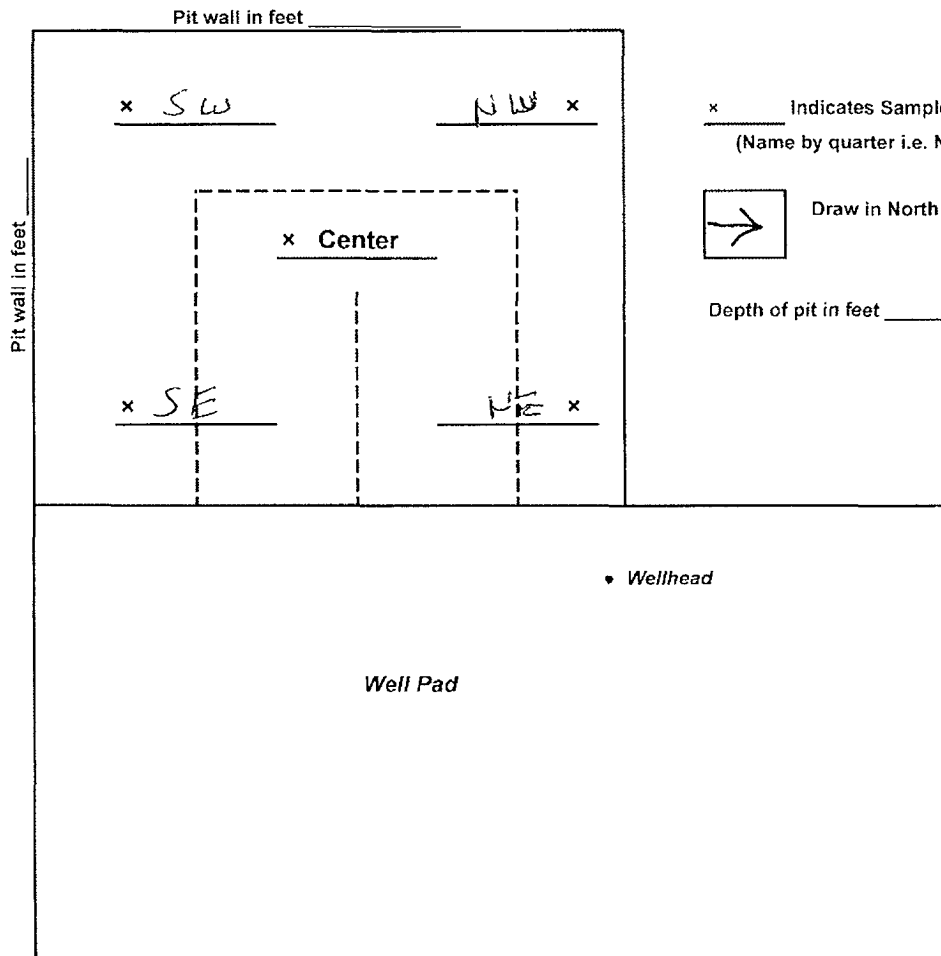 Pit wall in feet
x SW
NW x
x Indicates Sample
(Name by quarter i.e. N
Pit wall in feet
x Center
Draw in North
Depth of pit in feet
x SE
NE x
Wellhead
Well Pad